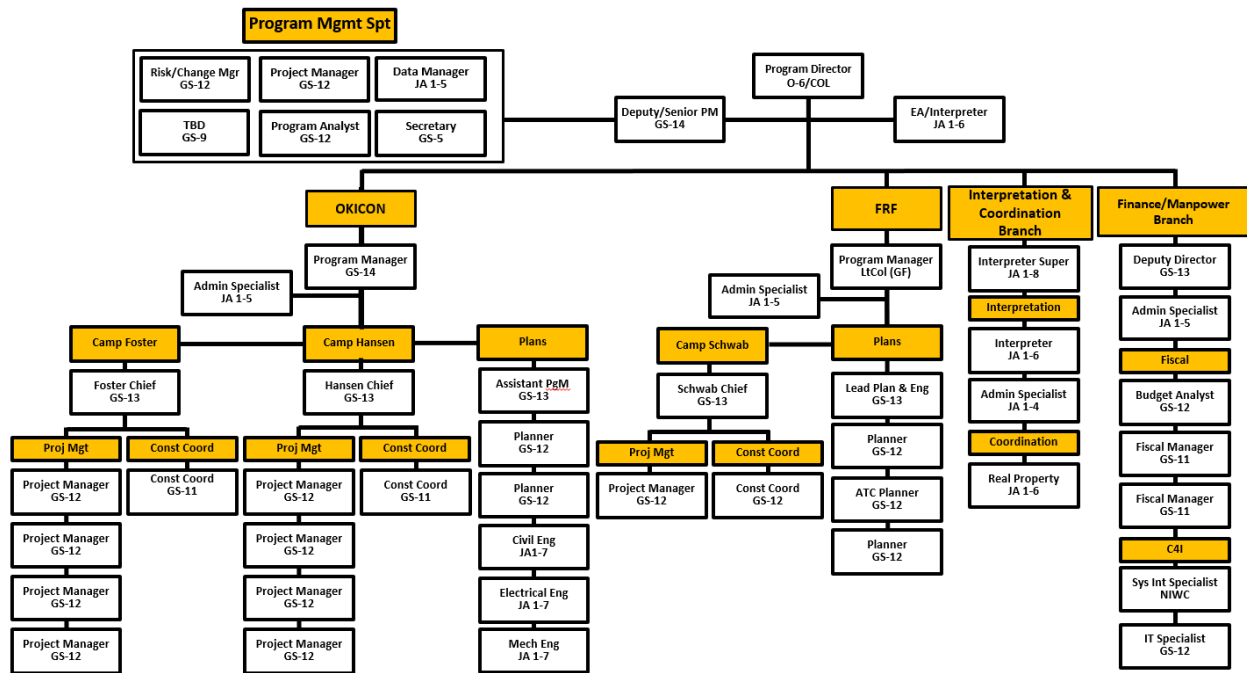 Program Mgmt Spt
Risk/Change Mgr
GS-12
Project Manager
GS-12
Data Manager
JA 1-5
TBD
GS-9
Program Analyst
GS-12
Secretary
GS-5
Program Director
O-6/COL
Deputy/Senior PM
GS-14
EA/Interpreter
JA 1-6
OKICON
Program Manager
GS-14
Admin Specialist
JA 1-5
Camp Foster
Foster Chief
GS-13
Proj Mgt
Project Manager
GS-12
Project Manager
GS-12
Project Manager
GS-12
Project Manager
GS-12
Const Coord
Const Coord
GS-11
Camp Hansen
Hansen Chief
GS-13
Proj Mgt
Project Manager
GS-12
Project Manager
GS-12
Project Manager
GS-12
Project Manager
GS-12
Const Coord
Const Coord
GS-11
Plans
Assistant PgM
GS-13
Planner
GS-12
Planner
GS-12
Civil Eng
JA1-7
Electrical Eng
JA 1-7
Mech Eng
JA 1-7
FRF
Program Manager
LtCol (GF)
Admin Specialist
JA 1-5
Camp Schwab
Schwab Chief
GS-13
Proj Mgt
Project Manager
GS-12
Const Coord
Const Coord
GS-12
Plans
Lead Plan & Eng
GS-13
Planner
GS-12
ATC Planner
GS-12
Planner
GS-12
Interpretation &
Coordination
Branch
Interpreter Super
JA 1-8
Interpretation
Interpreter
JA 1-6
Admin Specialist
JA 1-4
Coordination
Real Property
JA 1-6
Finance/Manpower
Branch
Deputy Director
GS-13
Admin Specialist
JA 1-5
Fiscal
Budget Analyst
GS-12
Fiscal Manager
GS-11
Fiscal Manager
GS-11
C4I
Sys Int Specialist
NIWC
IT Specialist
GS-12